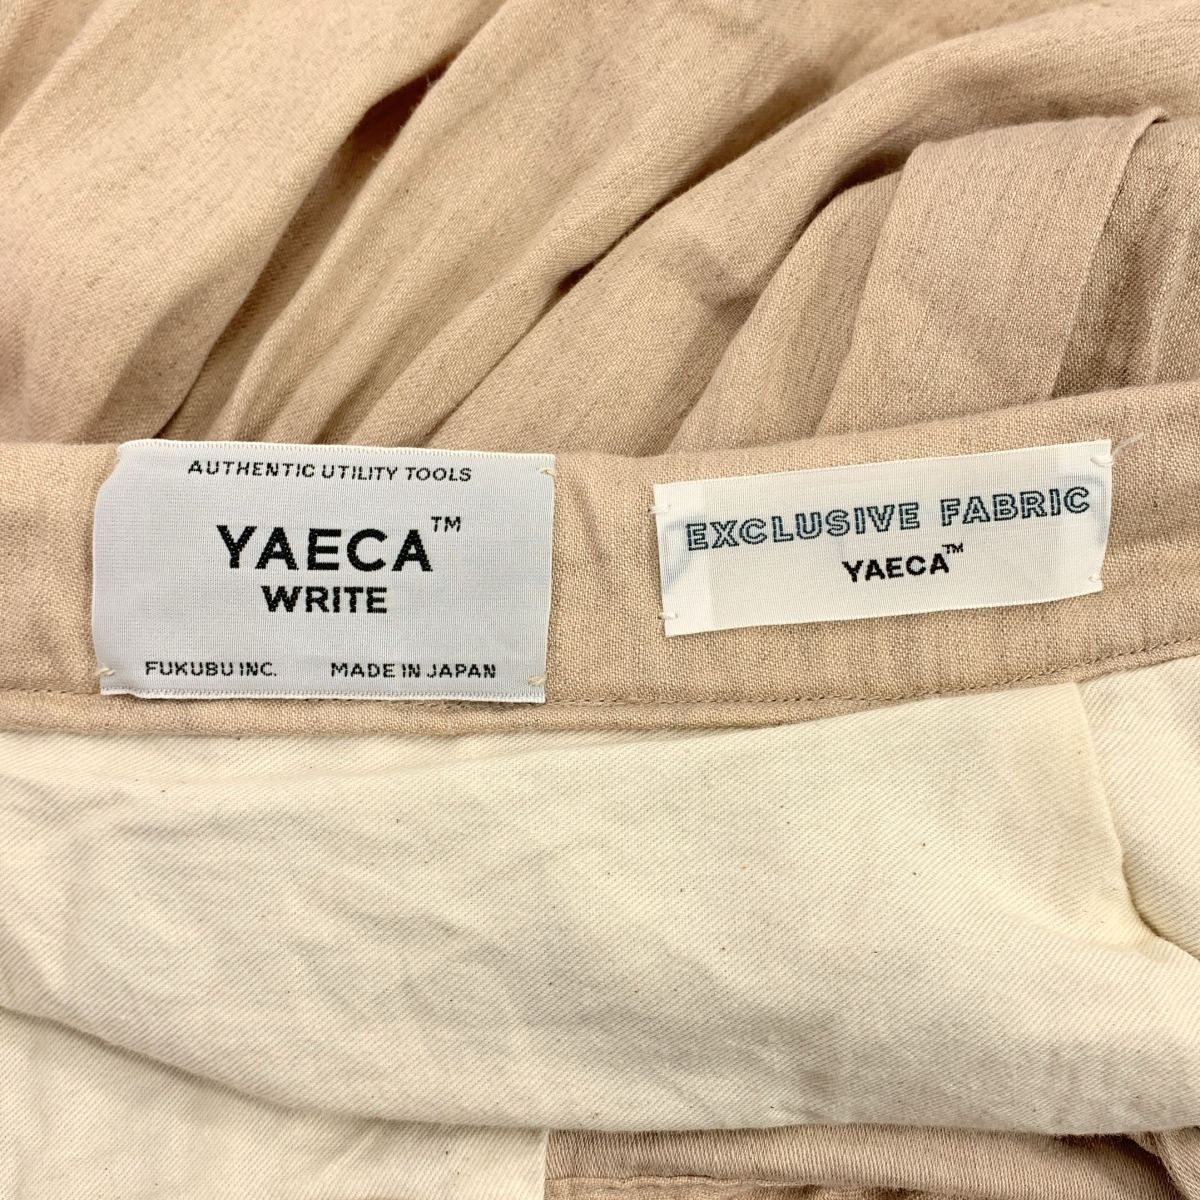 AUTHENTIC UTILITY TOOLS
YAECA™
WRITE
FUKUBU INC. MADE IN JAPAN
EXCLUSIVE FABRIC
YAECA™